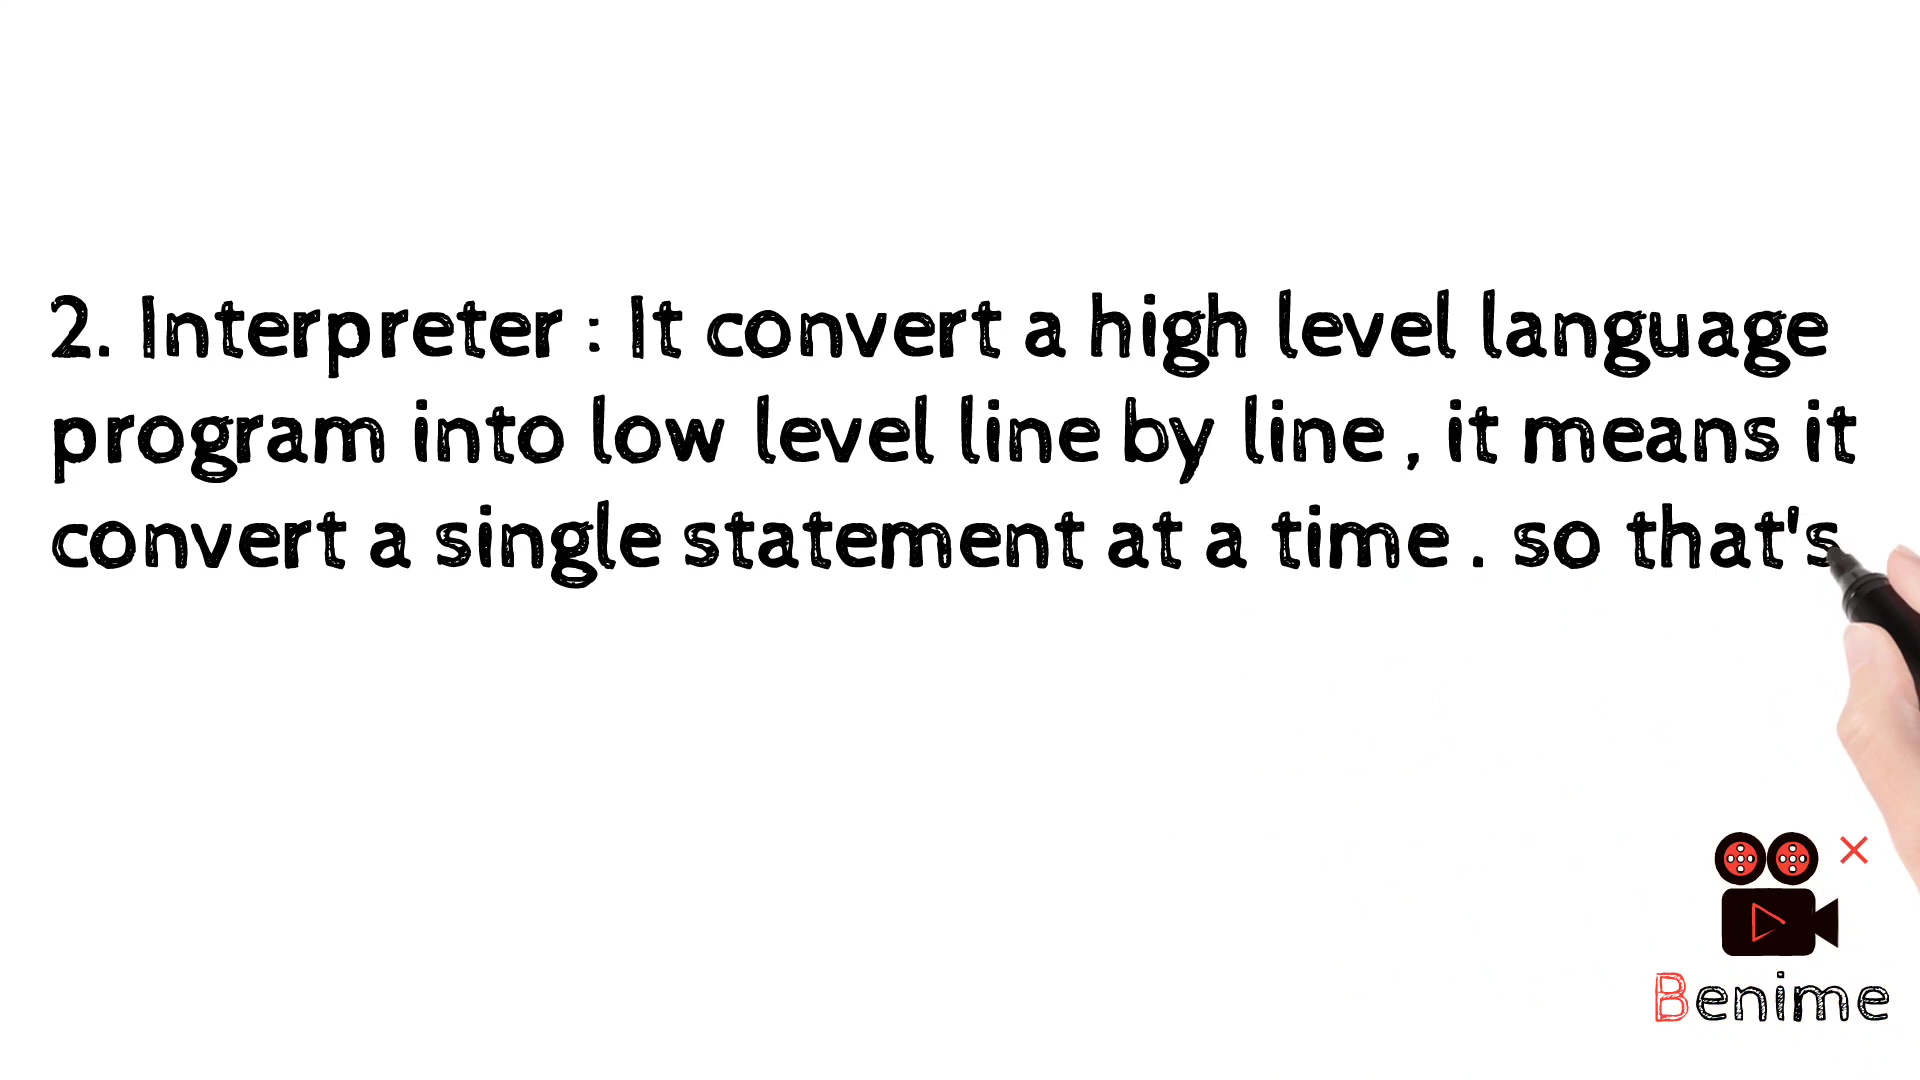 2. Interpreter : It convert a high level language
program into low level line by line , it means it
convert a single statement at a time . so that's
Benime